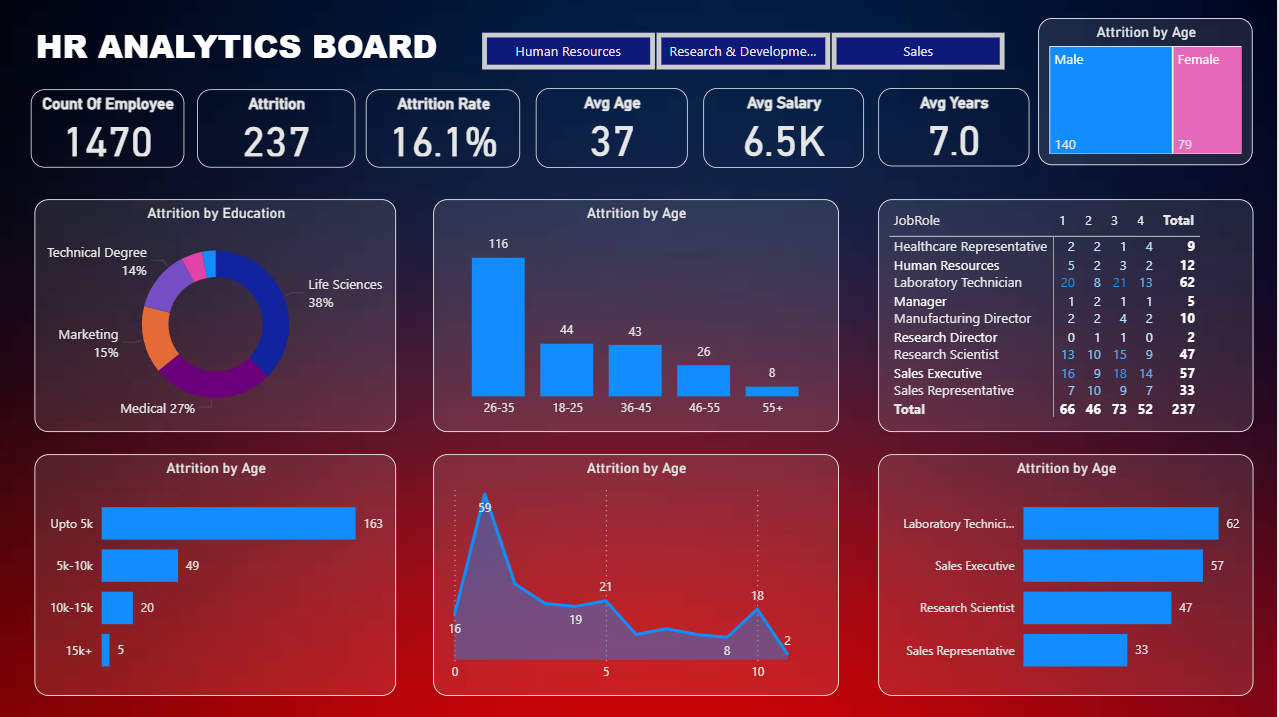 HR ANALYTICS BOARD
Human Resources
Research & Developme...
Sales
Attrition by Age
Male
Female
140
79
Count Of Employee
1470
Attrition
237
Attrition Rate
16.1%
Avg Age
37
Avg Salary
6.5K
Avg Years
7.0
Attrition by Education
Technical Degree
14%
Life Sciences
38%
Marketing
15%
Medical 27%
Attrition by Age
116
44
43
26
8
26-35 18-25 36-45 46-55 55+
JobRole 1 2 3 4 Total
Healthcare Representative 2 2 1 4 9
Human Resources 5 2 3 2 12
Laboratory Technician 20 8 21 13 62
Manager 1 2 1 1 5
Manufacturing Director 2 2 4 2 10
Research Director 0 1 1 0 2
Research Scientist 13 10 15 9 47
Sales Executive 16 9 18 14 57
Sales Representative 7 10 9 7 33
Total 66 46 73 52 237
Attrition by Age
Upto 5k 163
5k-10k 49
10k-15k 20
15k+ 5
Attrition by Age
59
21
18
16
19
8
2
0 5 10
Attrition by Age
Laboratory Technici... 62
Sales Executive 57
Research Scientist 47
Sales Representative 33